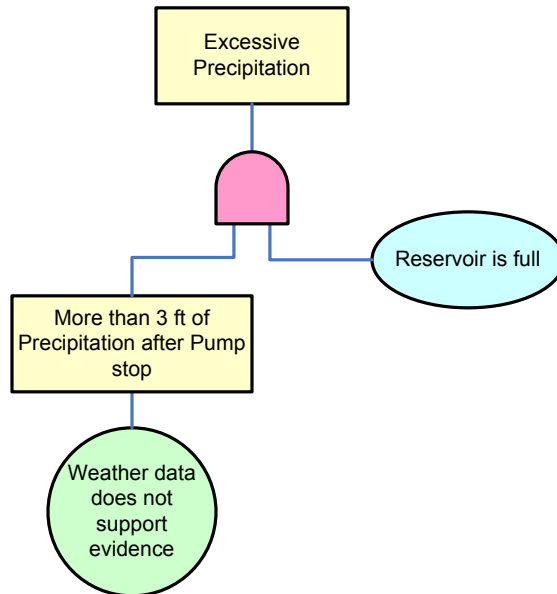 Excessive
Precipitation
Reservoir is full
More than 3 ft of
Precipitation after Pump
stop
Weather data
does not
support
evidence